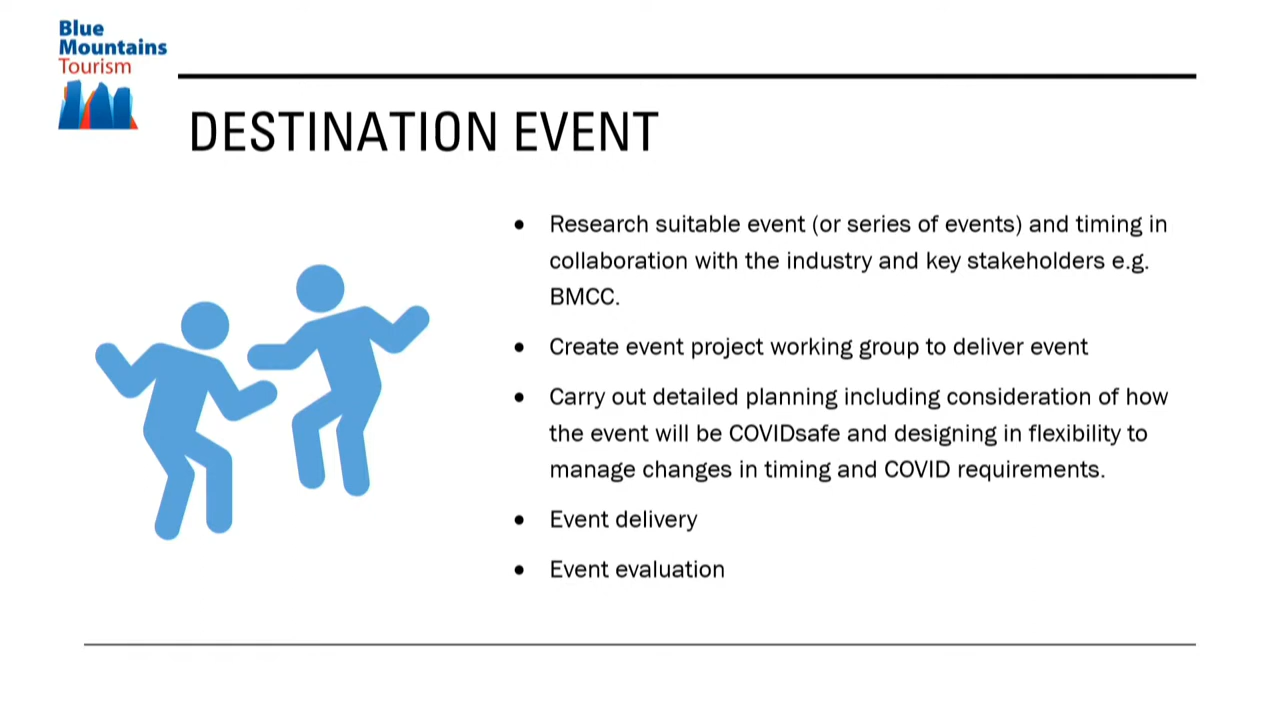 Blue
Mountains
Tourism
DESTINATION EVENT
• Research suitable event (or series of events) and timing in
collaboration with the industry and key stakeholders e.g.
BMCC.
• Create event project working group to deliver event
• Carry out detailed planning including consideration of how
the event will be COVIDsafe and designing in flexibility to
manage changes in timing and COVID requirements.
• Event delivery
• Event evaluation